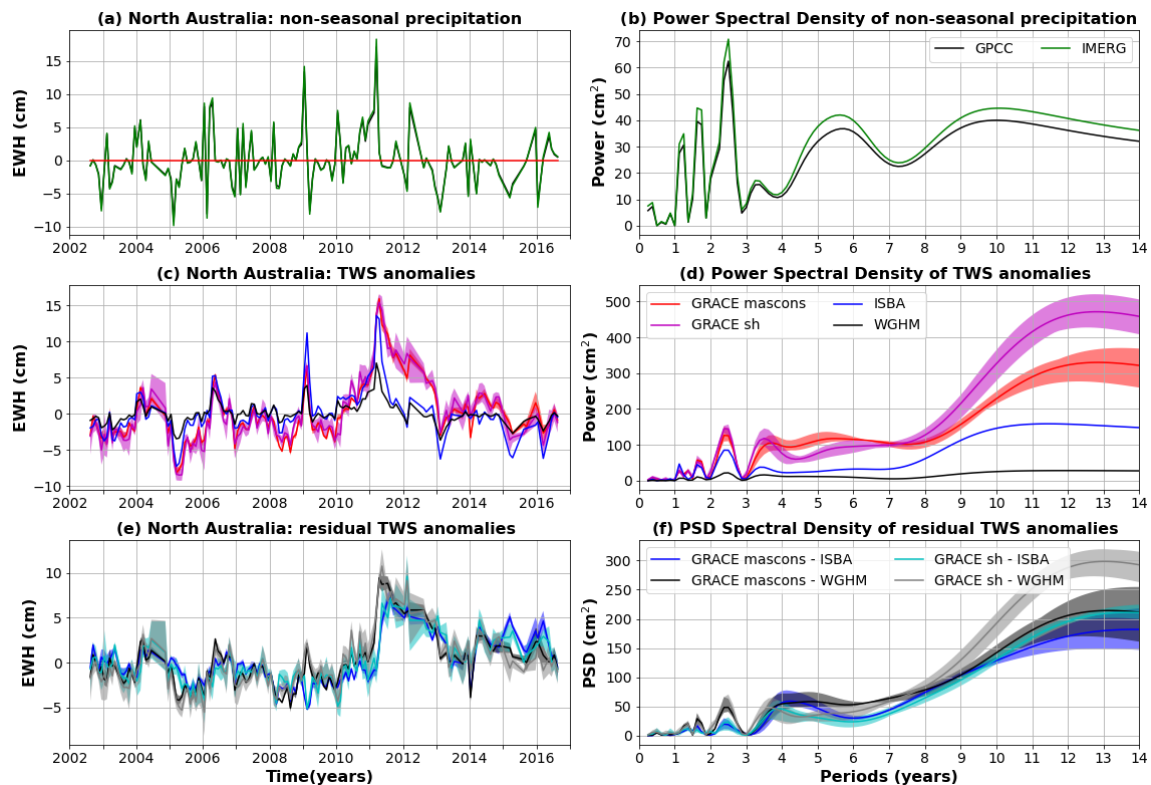 (a) North Australia: non-seasonal precipitation
EWH (cm)
15
10
5
0
−5
−10
2002 2004 2006 2008 2010 2012 2014 2016
(b) Power Spectral Density of non-seasonal precipitation
GPCC IMERG
Power (cm²)
70
60
50
40
30
20
10
0
0 1 2 3 4 5 6 7 8 9 10 11 12 13 14
(c) North Australia: TWS anomalies
EWH (cm)
15
10
5
0
−5
−10
2002 2004 2006 2008 2010 2012 2014 2016
(d) Power Spectral Density of TWS anomalies
GRACE mascons ISBA
GRACE sh WGHM
Power (cm²)
500
400
300
200
100
0
0 1 2 3 4 5 6 7 8 9 10 11 12 13 14
(e) North Australia: residual TWS anomalies
EWH (cm)
10
5
0
−5
2002 2004 2006 2008 2010 2012 2014 2016
Time(years)
(f) PSD Spectral Density of residual TWS anomalies
GRACE mascons - ISBA GRACE sh - ISBA
GRACE mascons - WGHM GRACE sh - WGHM
PSD (cm²)
300
250
200
150
100
50
0
0 1 2 3 4 5 6 7 8 9 10 11 12 13 14
Periods (years)